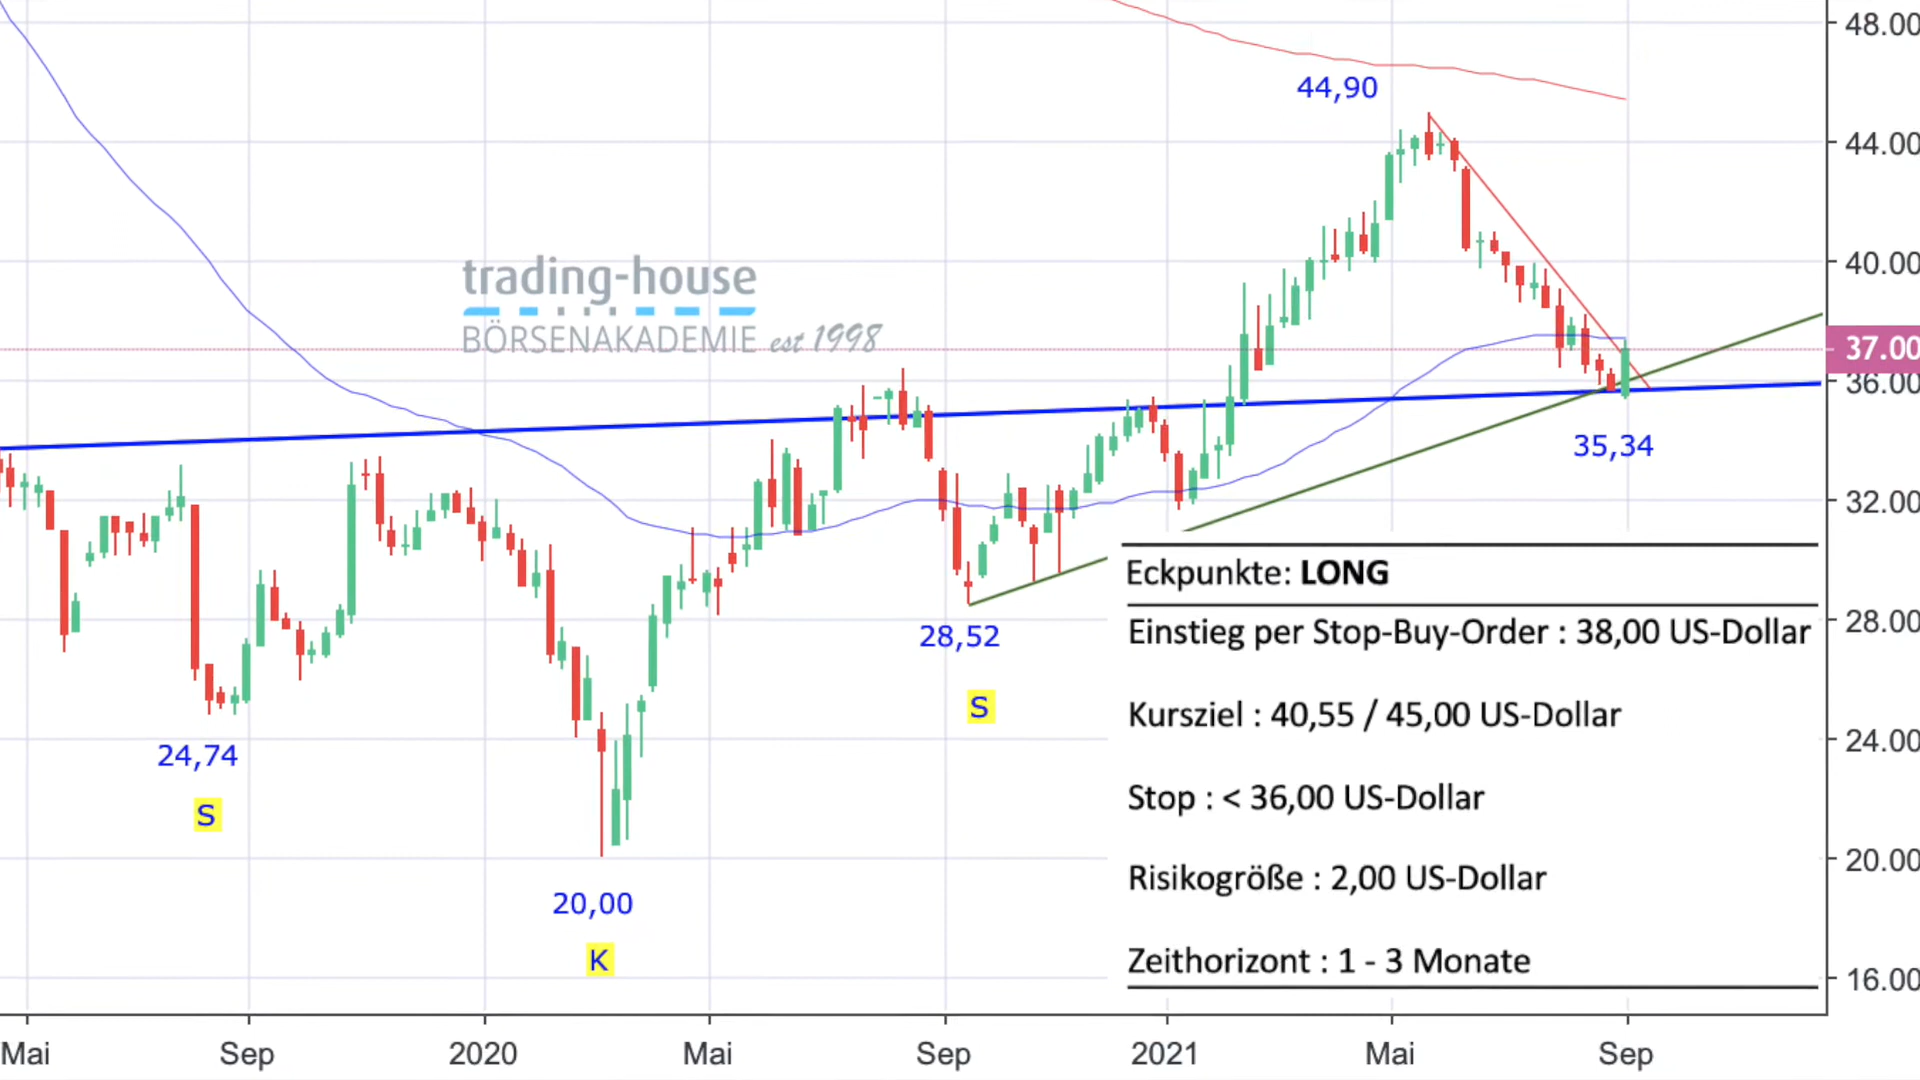 48.00
44,90
44.00
trading-house
BÖRSENAKADEMIE est 1998
40.00
37.00
36.00
35,34
32.00
Eckpunkte: LONG
28.00
28,52
Einstieg per Stop-Buy-Order : 38,00 US-Dollar
S
Kursziel : 40,55 / 45,00 US-Dollar
24.00
24,74
S
Stop : < 36,00 US-Dollar
20.00
20,00
Risikogröße : 2,00 US-Dollar
K
Zeithorizont : 1 - 3 Monate
16.00
Mai Sep 2020 Mai Sep 2021 Mai Sep